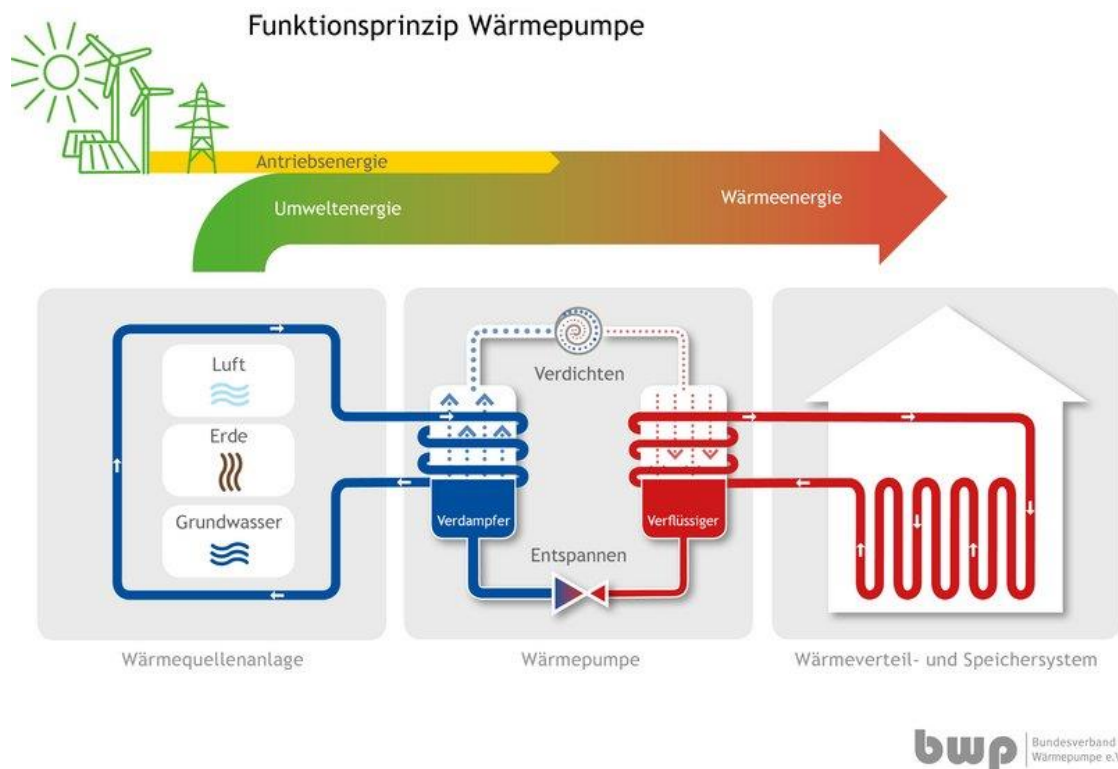 Funktionsprinzip Wärmepumpe
Antriebsenergie
Umweltenergie
Wärmeenergie
Luft
Erde
Grundwasser
Verdichten
Verdampfer
Verflüssiger
Entspannen
Wärmequellenanlage
Wärmepumpe
Wärmeverteil- und Speichersystem
bwp
Bundesverband
Wärmepumpe e.V